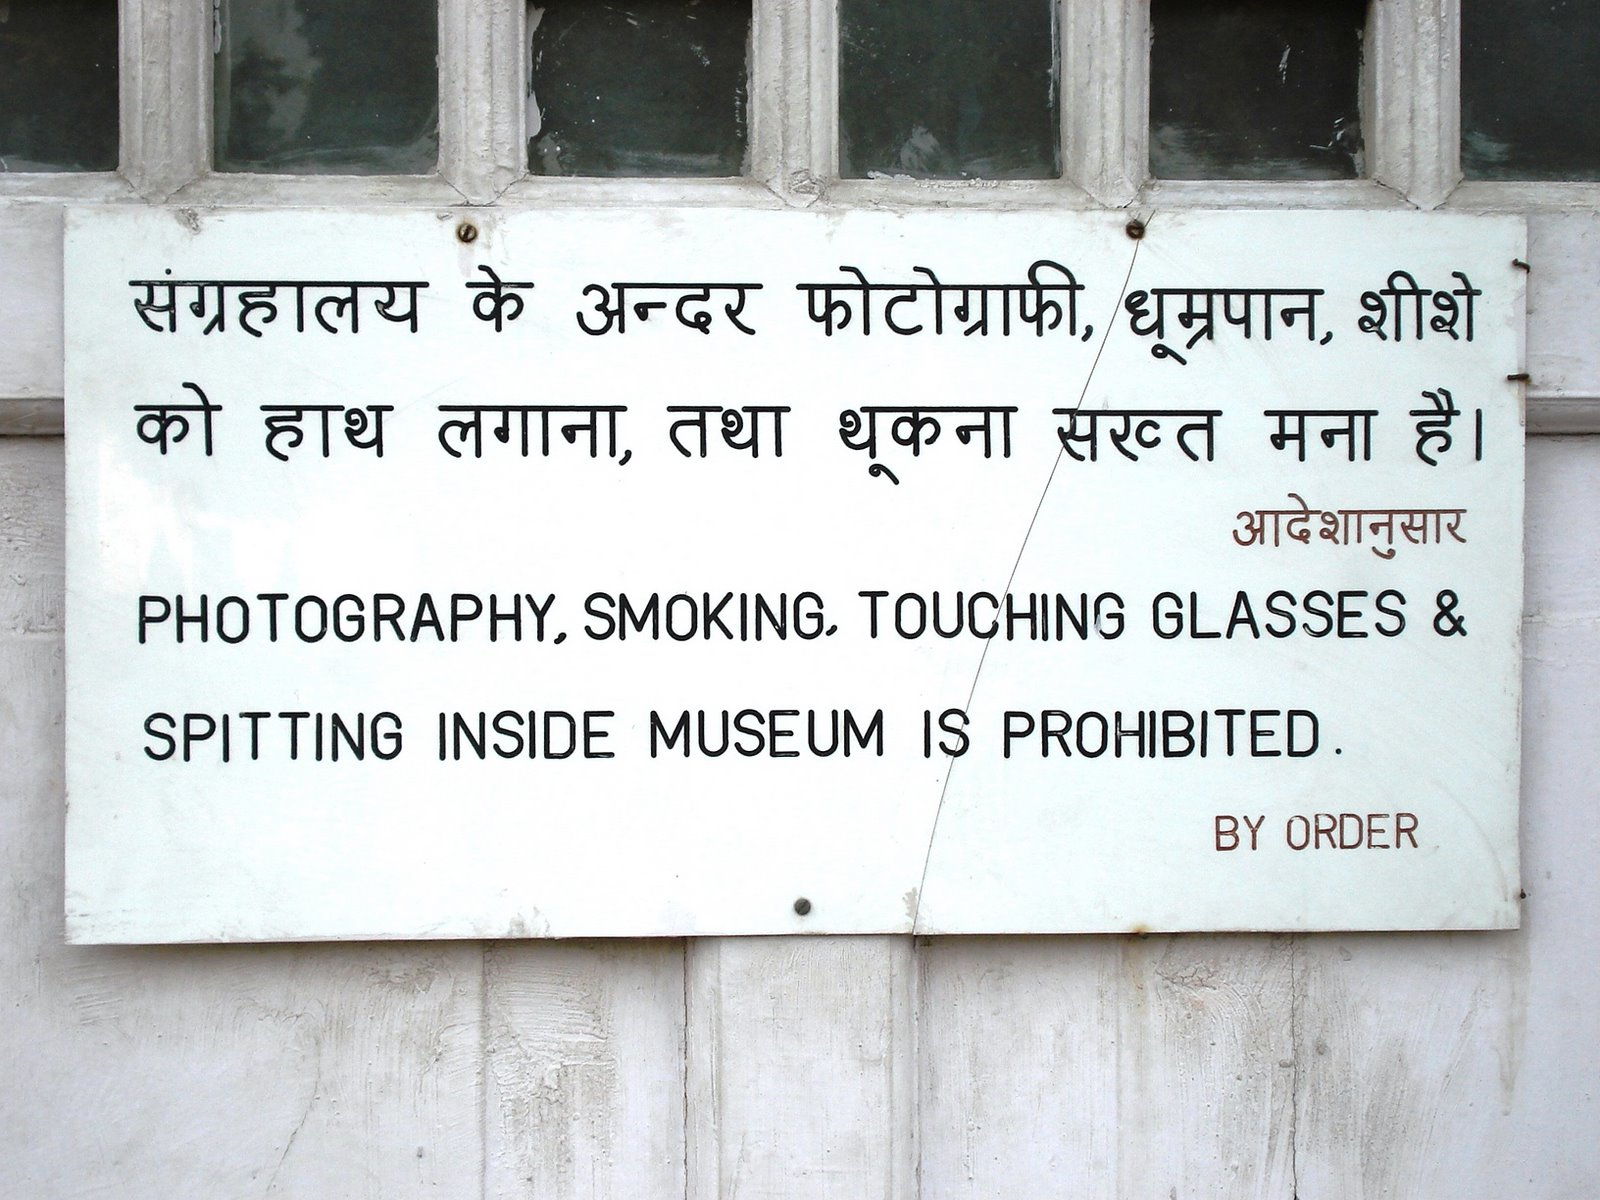 संग्रहालय के अन्दर फोटोग्राफी, धूम्रपान, शीशे
को हाथ लगाना, तथा थूकना सख्त मना है।
आदेशानुसार
PHOTOGRAPHY, SMOKING, TOUCHING GLASSES &
SPITTING INSIDE MUSEUM IS PROHIBITED.
BY ORDER